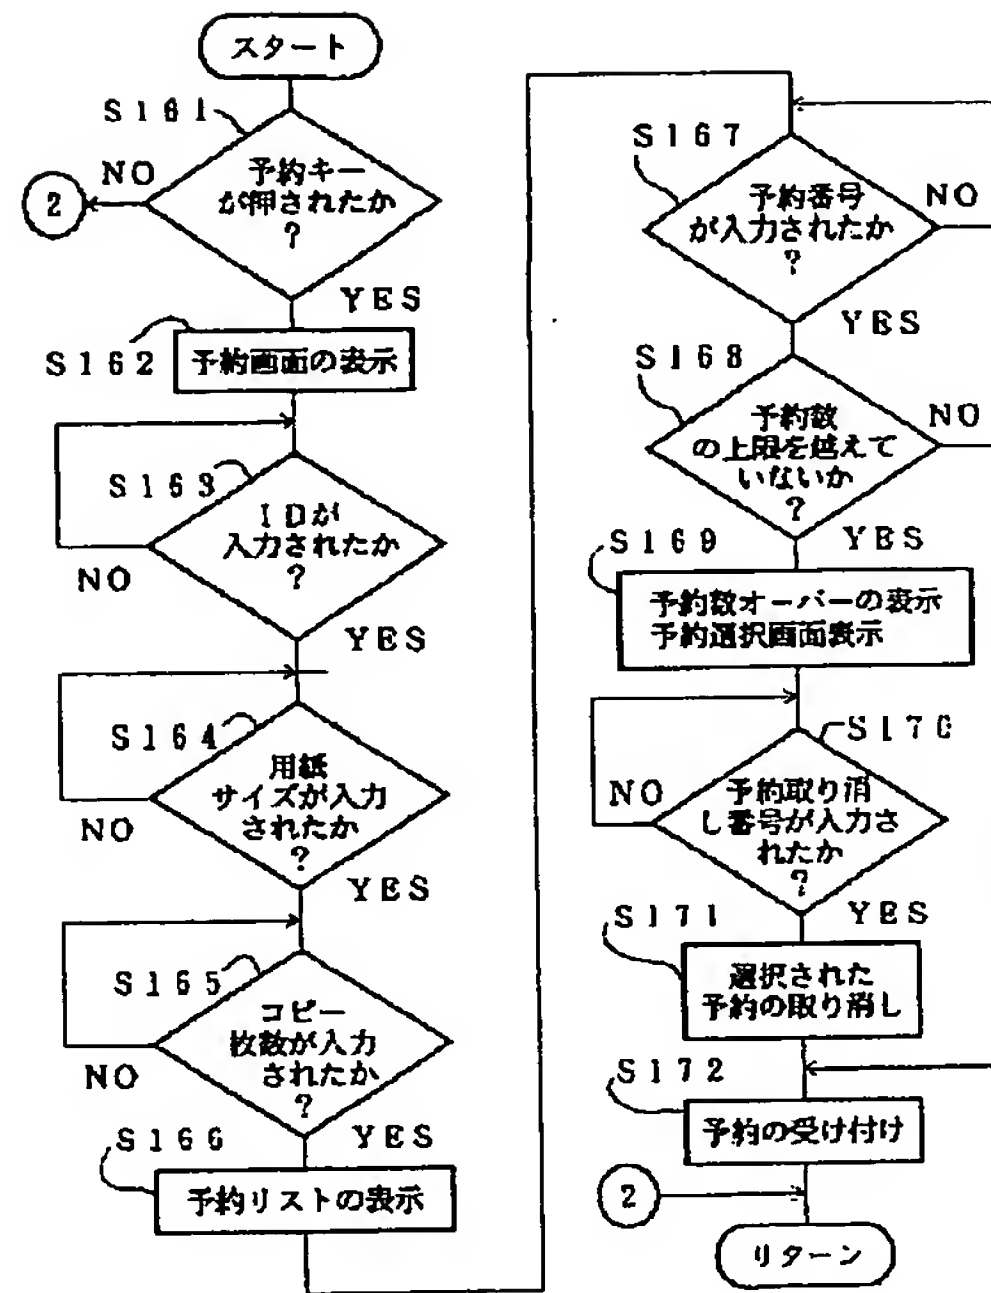 スタート
S161
NO
予約キー
が押されたか
?
2
YES
S162
予約画面の表示
S163
IDが
入力されたか
?
NO
YES
S164
用紙
サイズが入力
されたか
?
NO
YES
S165
コピー
枚数が入力
されたか
?
NO
YES
S166
予約リストの表示
S167
予約番号
が入力されたか
?
NO
YES
S168
予約数
の上限を越えて
いないか
?
NO
YES
S169
予約数オーバーの表示
予約選択画面表示
S170
NO
予約取り消
し番号が入力さ
れたか
?
YES
S171
選択された
予約の取り消し
S172
予約の受け付け
2
リターン